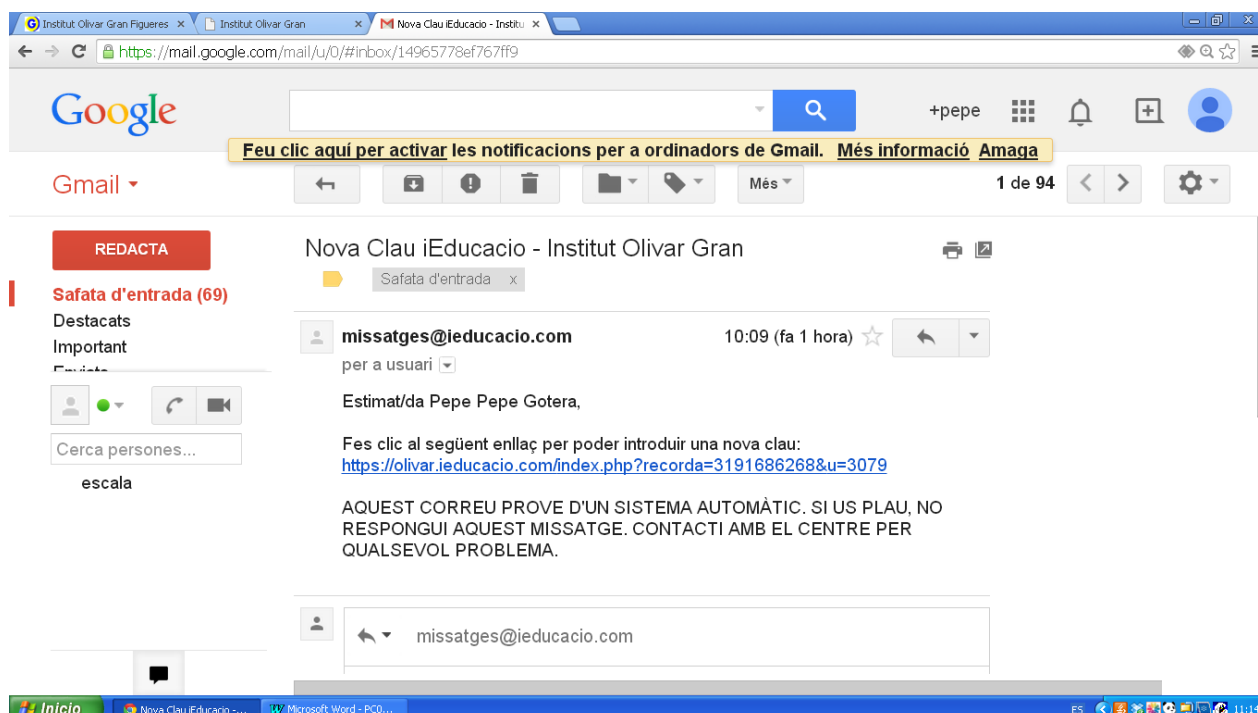 Institut Olivar Gran Figueres
Institut Olivar Gran
Nova Clau iEducacio - Institu
https://mail.google.com/mail/u/0/#inbox/14965778ef767ff9
Google
+pepe
Feu clic aquí per activar les notificacions per a ordinadors de Gmail. Més informació Amaga
Gmail
Més
1 de 94
REDACTA
Nova Clau iEducacio - Institut Olivar Gran
Safata d'entrada x
Safata d'entrada (69)
Destacats
Important
Enviats
missatges@ieducacio.com
10:09 (fa 1 hora)
per a usuari
Estimat/da Pepe Pepe Gotera,
Fes clic al següent enllaç per poder introduir una nova clau:
https://olivar.ieducacio.com/index.php?recorda=3191686268&u=3079
AQUEST CORREU PROVE D'UN SISTEMA AUTOMÀTIC. SI US PLAU, NO
RESPONGUI AQUEST MISSATGE. CONTACTI AMB EL CENTRE PER
QUALSEVOL PROBLEMA.
Cerca persones...
escala
missatges@ieducacio.com
Inicio
Nova Clau iEducacio -...
Microsoft Word - PC0...
ES
11:14